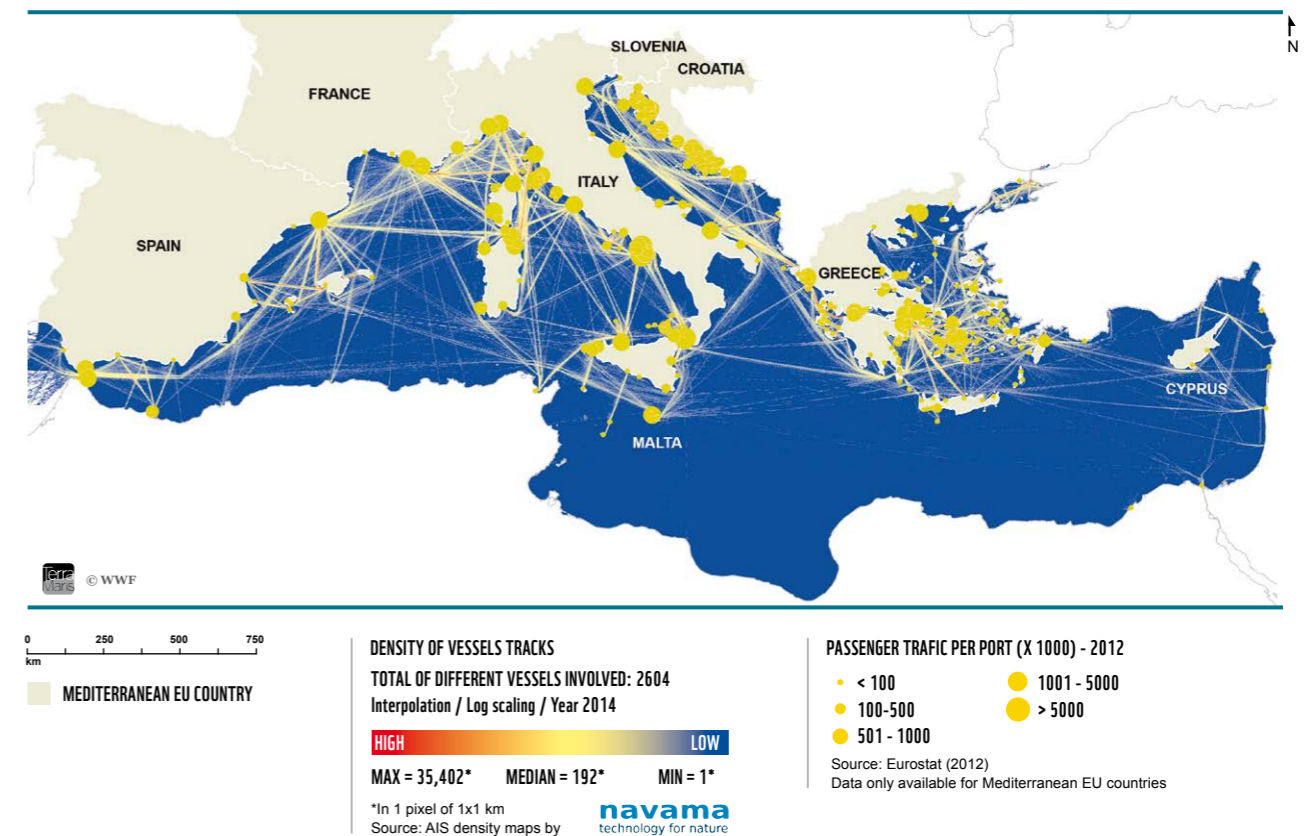 N
SLOVENIA
CROATIA
FRANCE
ITALY
SPAIN
GREECE
CYPRUS
MALTA
Terra
Maris
© WWF
0 250 500 750
km
MEDITERRANEAN EU COUNTRY
DENSITY OF VESSELS TRACKS
TOTAL OF DIFFERENT VESSELS INVOLVED: 2604
Interpolation / Log scaling / Year 2014
HIGH LOW
MAX = 35,402* MEDIAN = 192* MIN = 1*
*In 1 pixel of 1x1 km
Source: AIS density maps by
navama
technology for nature
PASSENGER TRAFIC PER PORT (X 1000) - 2012
< 100
100-500
501 - 1000
1001 - 5000
> 5000
Source: Eurostat (2012)
Data only available for Mediterranean EU countries